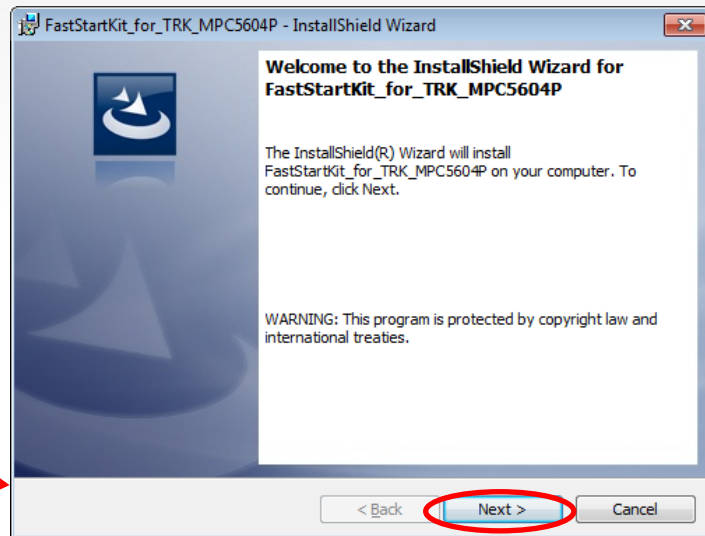 FastStartKit_for_TRK_MPC5604P - InstallShield Wizard
Welcome to the InstallShield Wizard for
FastStartKit_for_TRK_MPC5604P
The InstallShield(R) Wizard will install
FastStartKit_for_TRK_MPC5604P on your computer. To
continue, click Next.
WARNING: This program is protected by copyright law and
international treaties.
< Back Next > Cancel